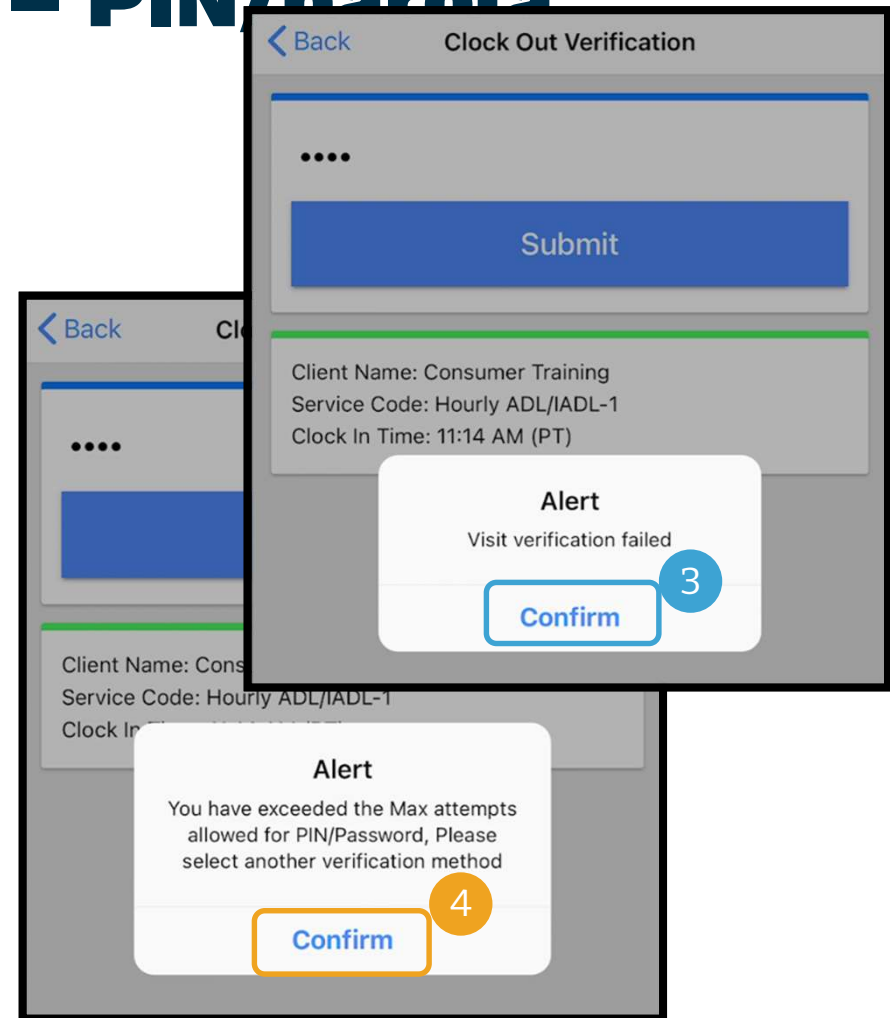 – PIN/parola
Back Clock Out Verification
••••
Submit
Client Name: Consumer Training
Service Code: Hourly ADL/IADL-1
Clock In Time: 11:14 AM (PT)
Alert
Visit verification failed
3
Confirm
Back
••••
Client Name: Cons
Service Code: Hourly ADL/IADL-1
Clock In
Alert
You have exceeded the Max attempts
allowed for PIN/Password, Please
select another verification method
4
Confirm